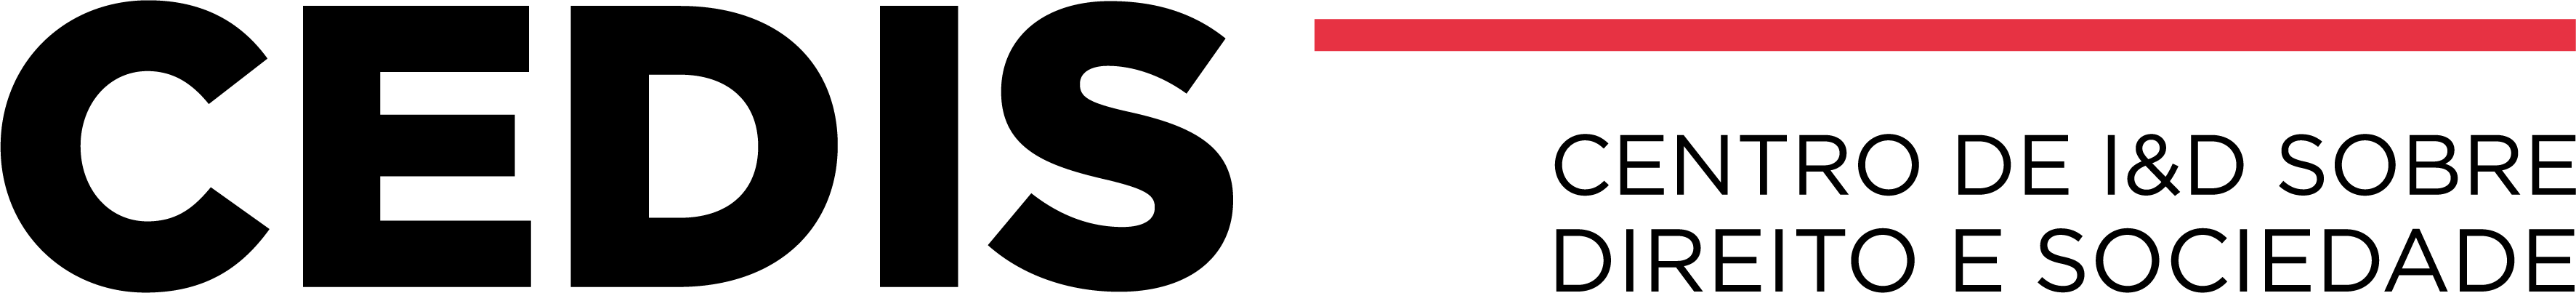 CEDIS
CENTRO DE I&D SOBRE
DIREITO E SOCIEDADE